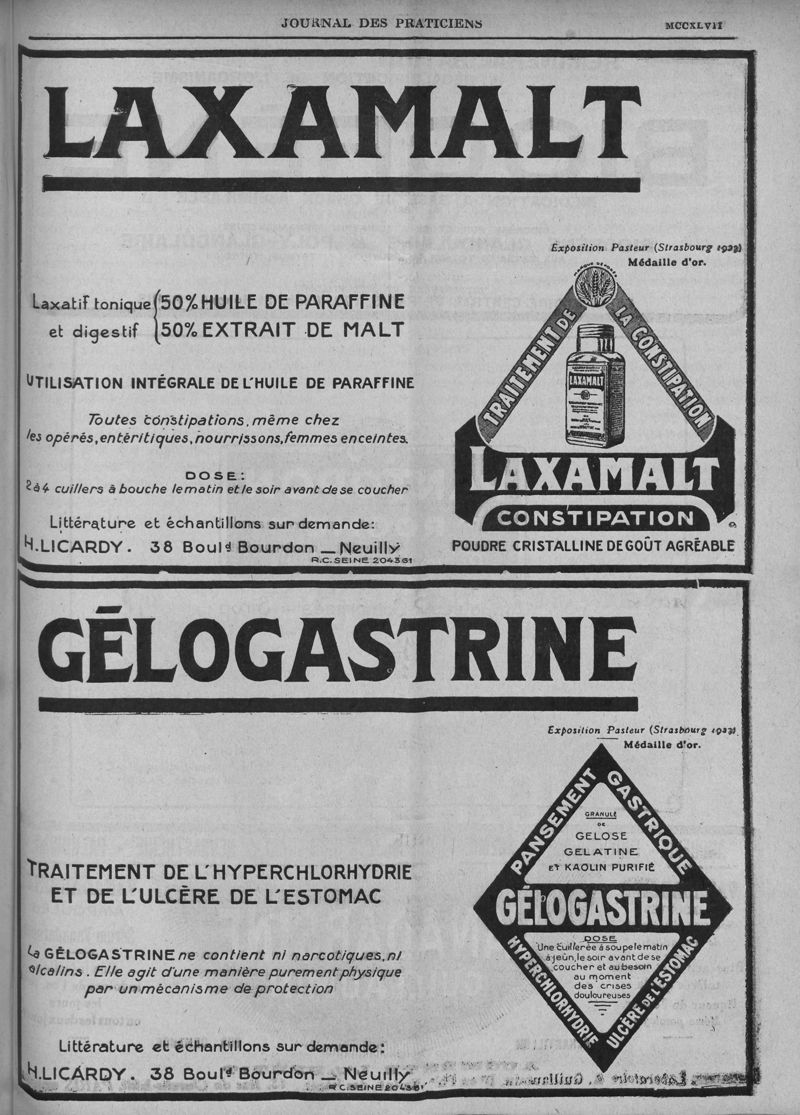 JOURNAL DES PRATICIENS
MCCXLVII
LAXAMALT
Exposition Pasteur (Strasbourg 1923)
Médaille d'or.
Laxatif tonique 50% HUILE DE PARAFFINE
et digestif 50% EXTRAIT DE MALT
UTILISATION INTÉGRALE DE L'HUILE DE PARAFFINE
Toutes constipations, même chez
les opérés, entéritiques, nourrissons, femmes enceintes.
DOSE:
2 à 4 cuillers à bouche le matin et le soir avant de se coucher
Littérature et échantillons sur demande:
H. LICARDY. 38 Bould Bourdon _ Neuilly
R.C. SEINE 204361
TRAITEMENT DE LA CONSTIPATION
LAXAMALT
LAXAMALT
CONSTIPATION
POUDRE CRISTALLINE DE GOÛT AGRÉABLE
GÉLOGASTRINE
Exposition Pasteur (Strasbourg 1923)
Médaille d'or.
TRAITEMENT DE L'HYPERCHLORHYDRIE
ET DE L'ULCÈRE DE L'ESTOMAC
La GÉLOGASTRINE ne contient ni narcotiques, ni
alcalins. Elle agit d'une manière purement physique
par un mécanisme de protection
Littérature et échantillons sur demande:
H. LICARDY. 38 Bould Bourdon _ Neuilly
R.C. SEINE 204361
PANSEMENT GASTRIQUE
GRANULÉ
DE
GELOSE
GELATINE
ET KAOLIN PURIFIÉ
GÉLOGASTRINE
DOSE
Une cuillerée à soupe le matin
à jeûn, le soir avant de se
coucher et au besoin
au moment
des crises
douloureuses
HYPERCHLORHYDRIE
ULCÈRE DE L'ESTOMAC